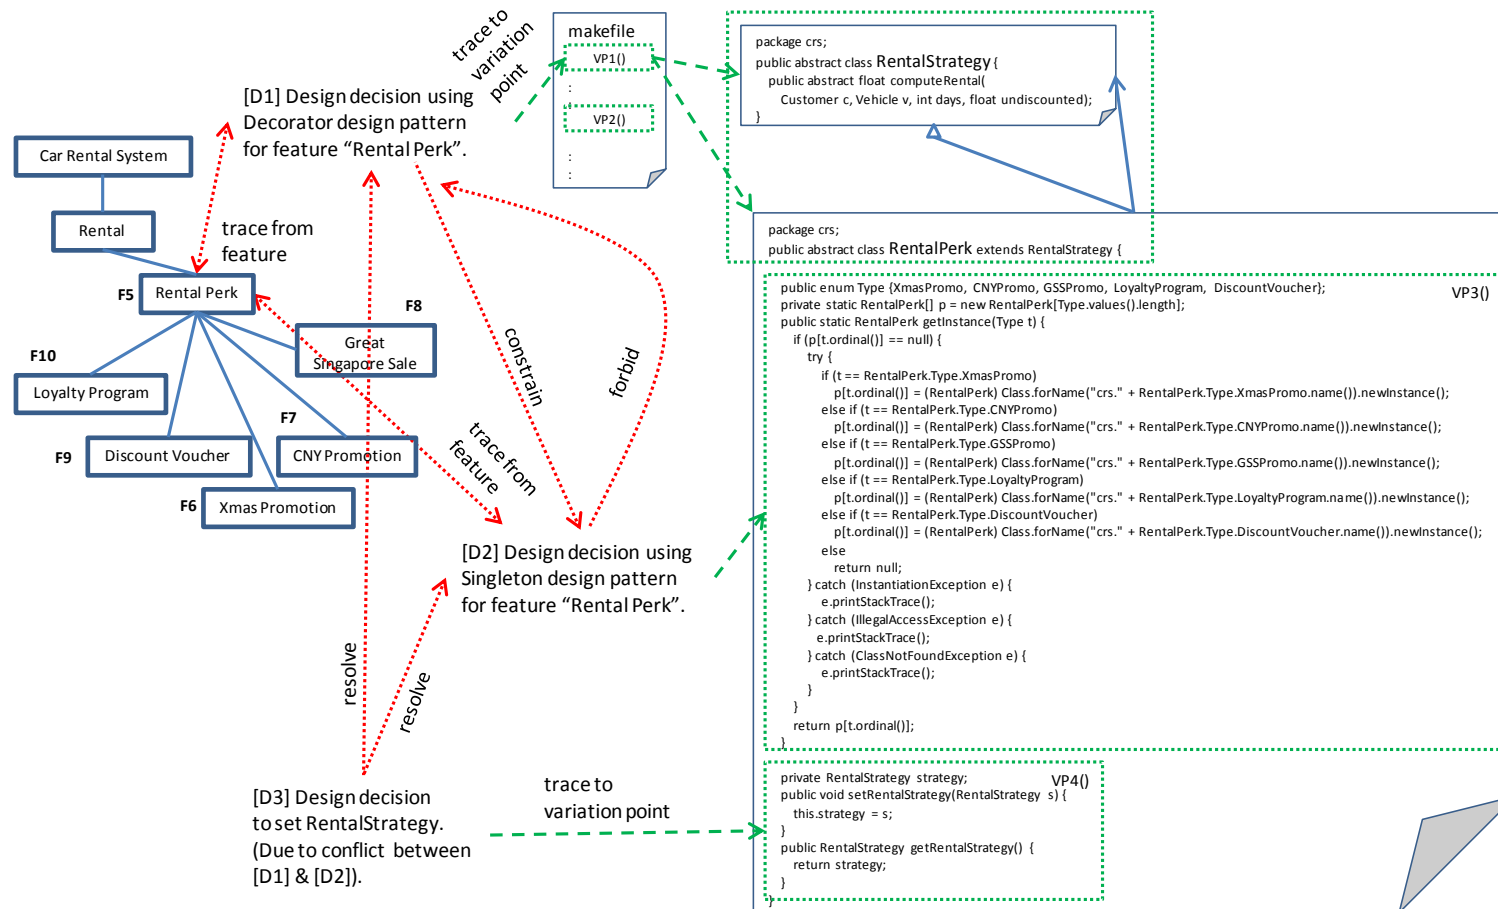 Car Rental System
Rental
F5
Rental Perk
F10
Loyalty Program
F9
Discount Voucher
F6
Xmas Promotion
F7
CNY Promotion
F8
Great
Singapore Sale
trace from
feature
[D1] Design decision using
Decorator design pattern
for feature “Rental Perk”.
trace to
variation
point
constrain
forbid
trace from
feature
[D2] Design decision using
Singleton design pattern
for feature “Rental Perk”.
resolve
resolve
[D3] Design decision
to set RentalStrategy.
(Due to conflict between
[D1] & [D2]).
trace to
variation point
makefile
VP1()
:
:
VP2()
:
:
package crs;
public abstract class RentalStrategy {
public abstract float computeRental(
Customer c, Vehicle v, int days, float undiscounted);
}
package crs;
public abstract class RentalPerk extends RentalStrategy {
VP3()
public enum Type {XmasPromo, CNYPromo, GSSPromo, LoyaltyProgram, DiscountVoucher};
private static RentalPerk[] p = new RentalPerk[Type.values().length];
public static RentalPerk getInstance(Type t) {
if (p[t.ordinal()] == null) {
try {
if (t == RentalPerk.Type.XmasPromo)
p[t.ordinal()] = (RentalPerk) Class.forName("crs." + RentalPerk.Type.XmasPromo.name()).newInstance();
else if (t == RentalPerk.Type.CNYPromo)
p[t.ordinal()] = (RentalPerk) Class.forName("crs." + RentalPerk.Type.CNYPromo.name()).newInstance();
else if (t == RentalPerk.Type.GSSPromo)
p[t.ordinal()] = (RentalPerk) Class.forName("crs." + RentalPerk.Type.GSSPromo.name()).newInstance();
else if (t == RentalPerk.Type.LoyaltyProgram)
p[t.ordinal()] = (RentalPerk) Class.forName("crs." + RentalPerk.Type.LoyaltyProgram.name()).newInstance();
else if (t == RentalPerk.Type.DiscountVoucher)
p[t.ordinal()] = (RentalPerk) Class.forName("crs." + RentalPerk.Type.DiscountVoucher.name()).newInstance();
else
return null;
} catch (InstantiationException e) {
e.printStackTrace();
} catch (IllegalAccessException e) {
e.printStackTrace();
} catch (ClassNotFoundException e) {
e.printStackTrace();
}
}
return p[t.ordinal()];
}
VP4()
private RentalStrategy strategy;
public void setRentalStrategy(RentalStrategy s) {
this.strategy = s;
}
public RentalStrategy getRentalStrategy() {
return strategy;
}
}